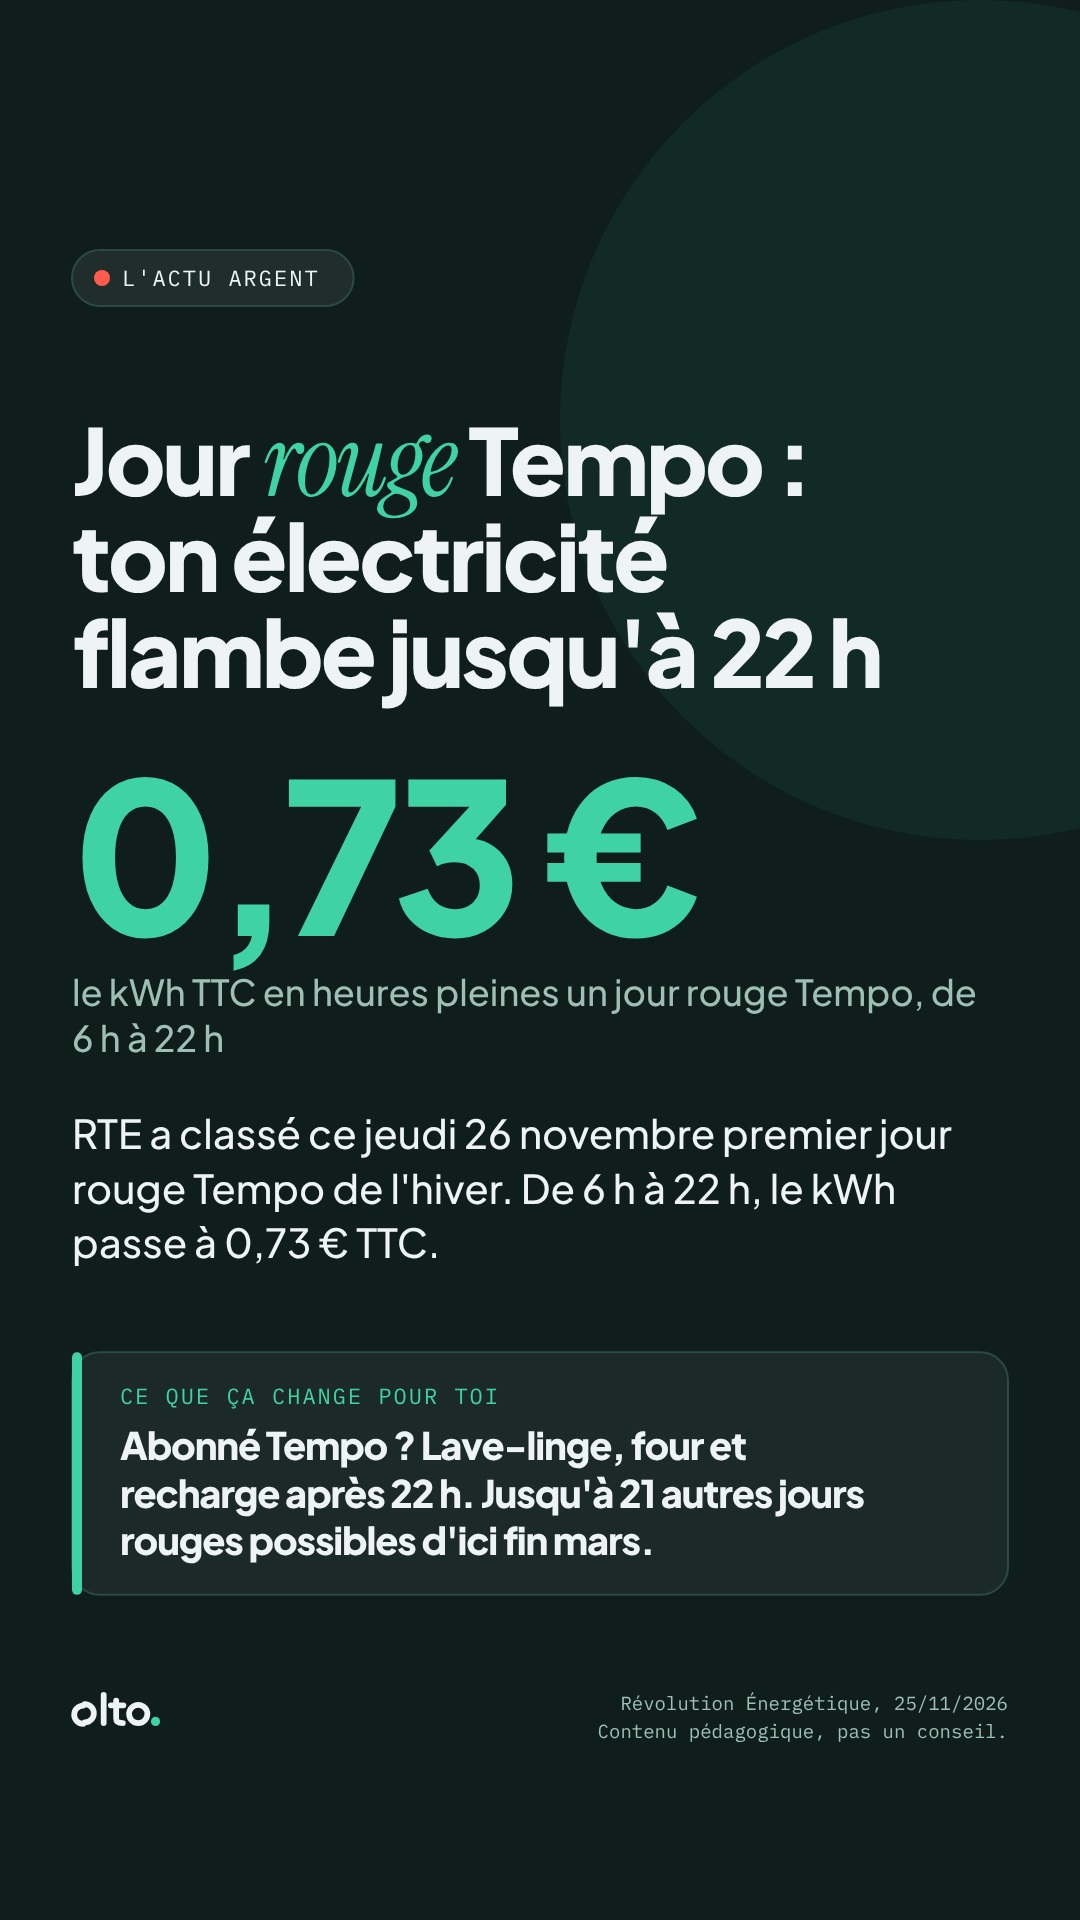 L'ACTU ARGENT
Jour rouge Tempo :
ton électricité
flambe jusqu'à 22 h
0,73 €
le kWh TTC en heures pleines un jour rouge Tempo, de
6 h à 22 h
RTE a classé ce jeudi 26 novembre premier jour
rouge Tempo de l'hiver. De 6 h à 22 h, le kWh
passe à 0,73 € TTC.
CE QUE ÇA CHANGE POUR TOI
Abonné Tempo ? Lave-linge, four et
recharge après 22 h. Jusqu'à 21 autres jours
rouges possibles d'ici fin mars.
olto.
Révolution Énergétique, 25/11/2026
Contenu pédagogique, pas un conseil.